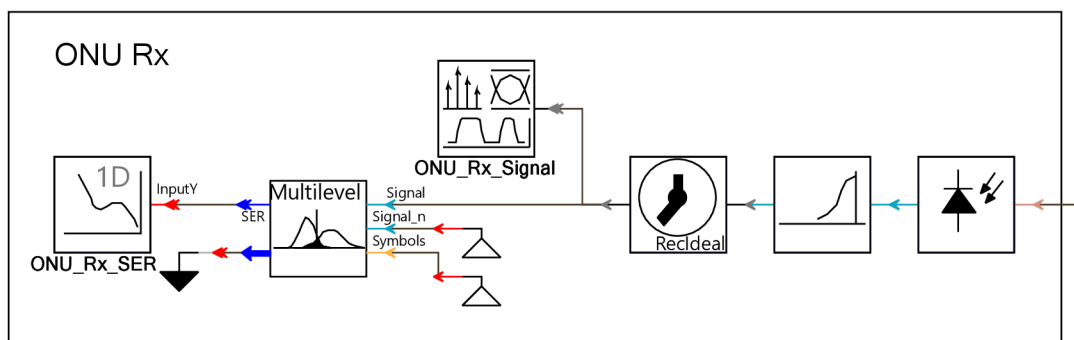 ONU Rx
ONU_Rx_Signal
1D
InputY
ONU_Rx_SER
SER
Multilevel
Signal
Signal_n
Symbols
RecIdeal